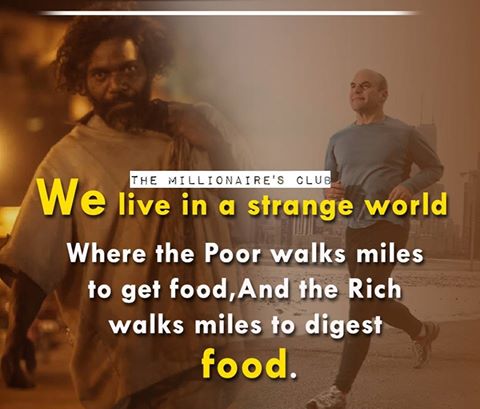 THE MILLIONAIRE'S CLUB
We live in a strange world
Where the Poor walks miles
to get food,And the Rich
walks miles to digest
food.